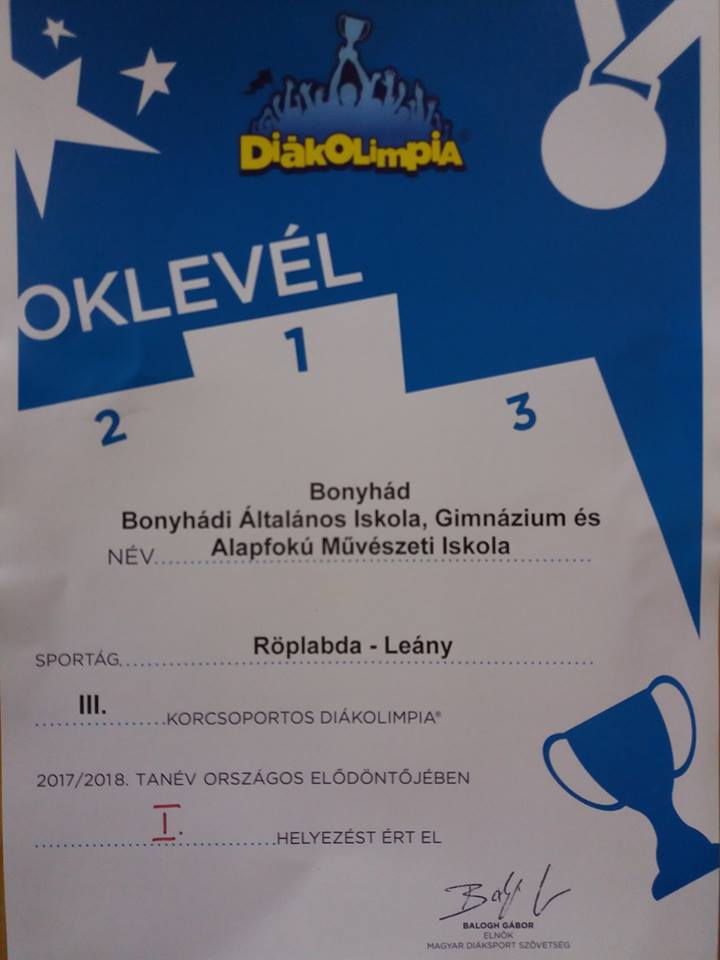 DiákOLimpiA
OKLEVÉL
1
2
3
Bonyhád
Bonyhádi Általános Iskola, Gimnázium és
NÉV Alapfokú Művészeti Iskola
SPORTÁG Röplabda - Leány
III. KORCSOPORTOS DIÁKOLIMPIA®
2017/2018. TANÉV ORSZÁGOS ELŐDÖNTŐJÉBEN
I. HELYEZÉST ÉRT EL
BALOGH GÁBOR
ELNÖK
MAGYAR DIÁKSPORT SZÖVETSÉG